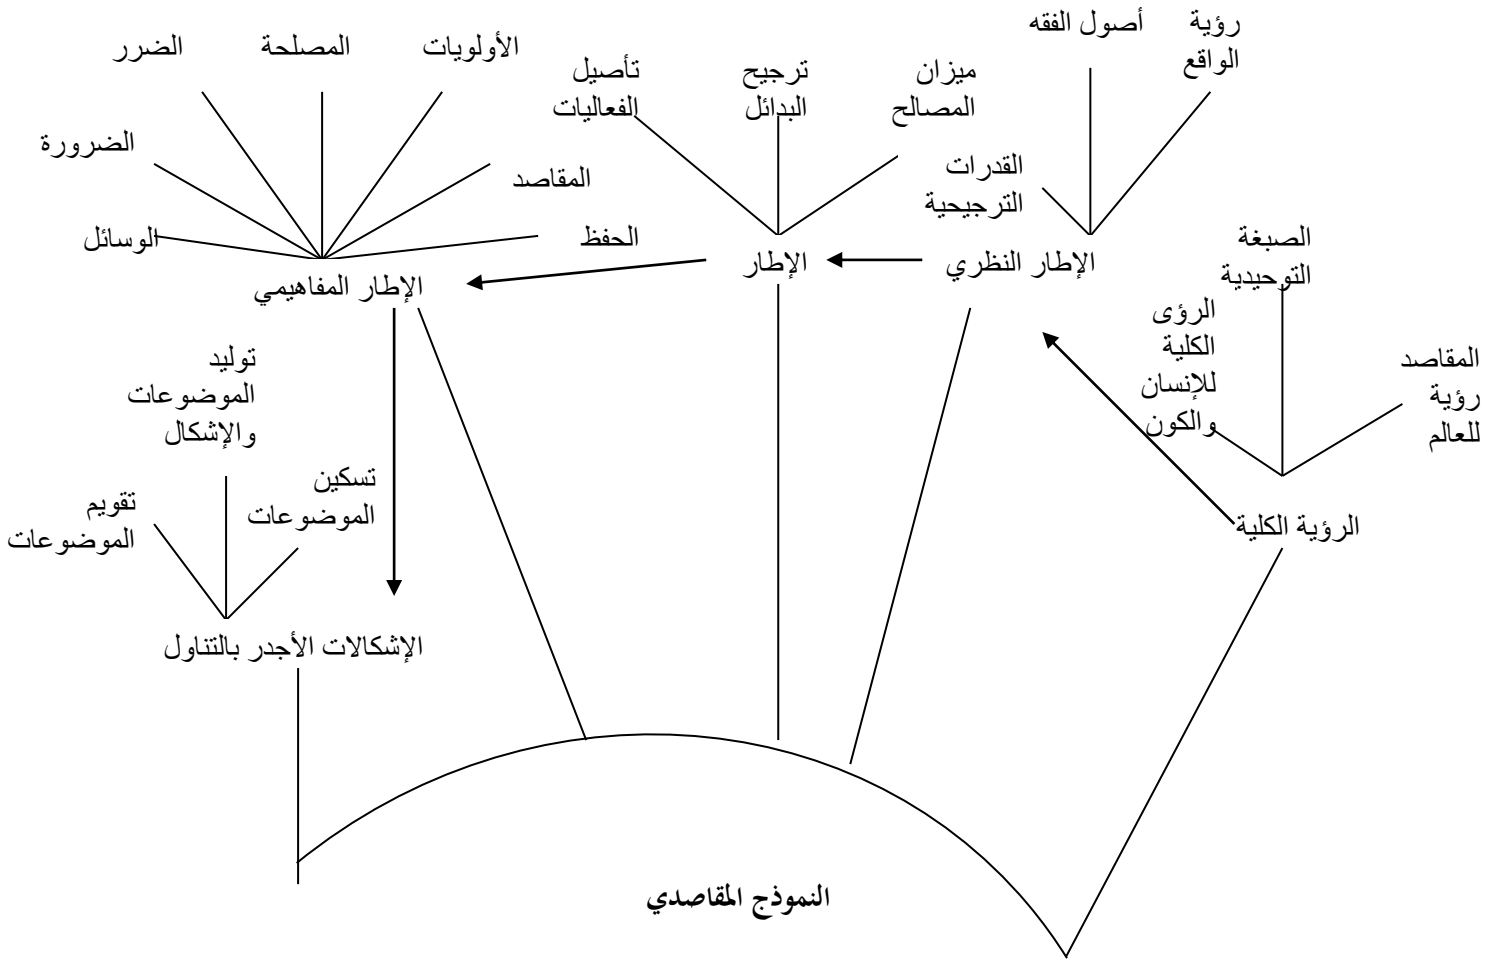 رؤية
الواقع
أصول الفقه
القدرات
الترجيحية
الإطار النظري
ميزان
المصالح
ترجيح
البدائل
تأصيل
الفعاليات
الإطار
الأولويات
المصلحة
الضرر
الضرورة
الوسائل
المقاصد
الحفظ
الإطار المفاهيمي
الصبغة
التوحيدية
الرؤى
الكلية
للإنسان
والكون
المقاصد
رؤية
للعالم
الرؤية الكلية
توليد
الموضوعات
والإشكال
تسكين
الموضوعات
تقويم
الموضوعات
الإشكالات الأجدر بالتناول
النموذج المقاصدي